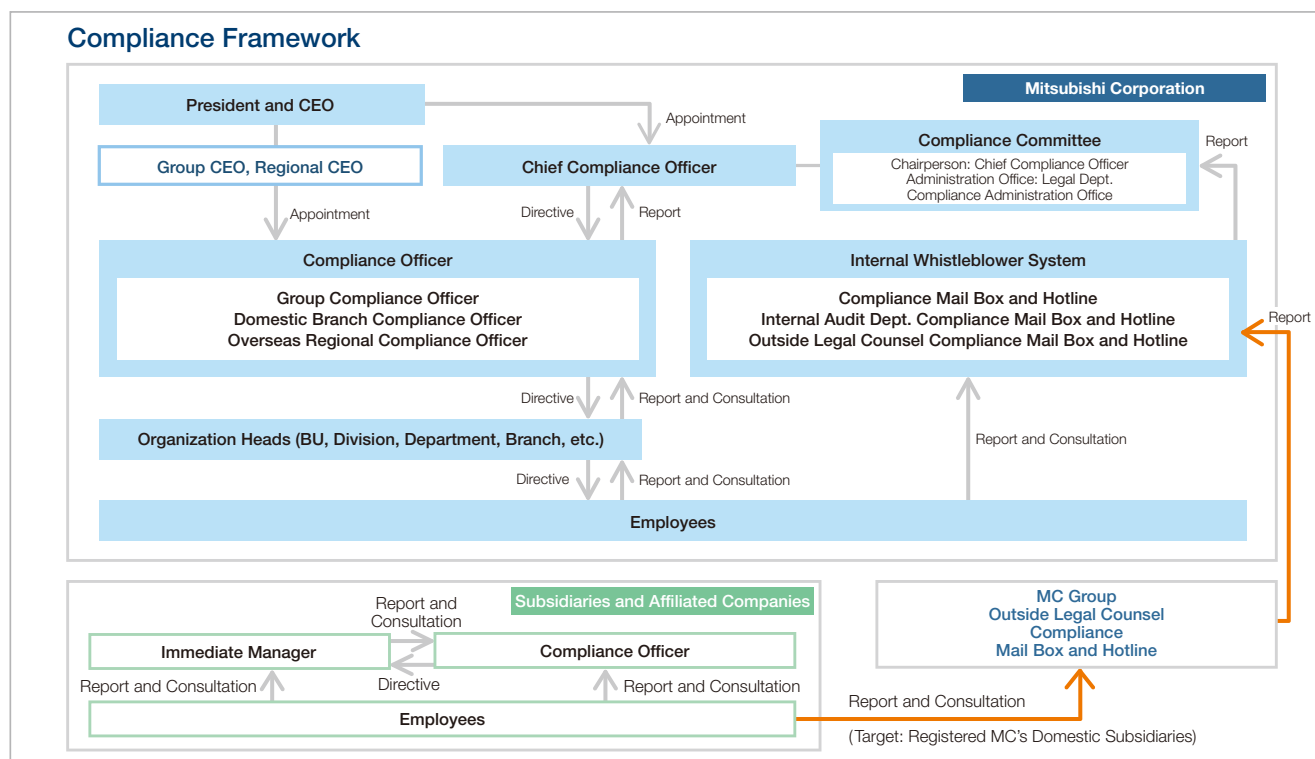 Compliance Framework
Mitsubishi Corporation
President and CEO
Appointment
Group CEO, Regional CEO
Chief Compliance Officer
Compliance Committee
Chairperson: Chief Compliance Officer
Administration Office: Legal Dept.
Compliance Administration Office
Report
Appointment
Directive
Report
Compliance Officer
Group Compliance Officer
Domestic Branch Compliance Officer
Overseas Regional Compliance Officer
Internal Whistleblower System
Compliance Mail Box and Hotline
Internal Audit Dept. Compliance Mail Box and Hotline
Outside Legal Counsel Compliance Mail Box and Hotline
Report
Directive
Report and Consultation
Organization Heads (BU, Division, Department, Branch, etc.)
Report and Consultation
Directive
Report and Consultation
Employees
Subsidiaries and Affiliated Companies
Report and
Consultation
Immediate Manager
Compliance Officer
Directive
Report and Consultation
Report and Consultation
Employees
MC Group
Outside Legal Counsel
Compliance
Mail Box and Hotline
Report and Consultation
(Target: Registered MC's Domestic Subsidiaries)